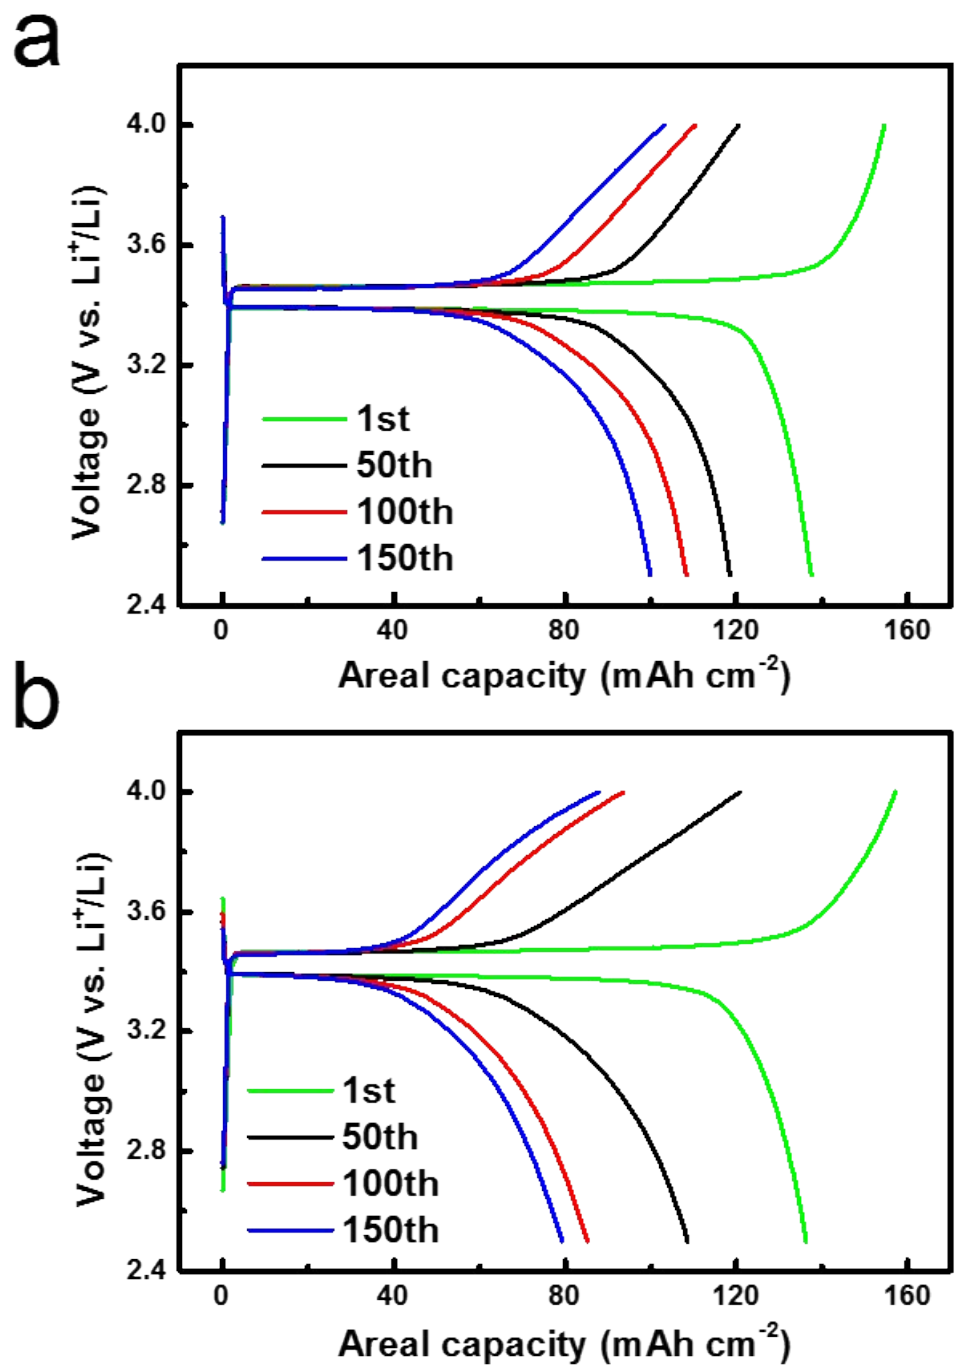 a
4.0
3.6
3.2
2.8
2.4
Voltage (V vs. Li⁺/Li)
1st
50th
100th
150th
0 40 80 120 160
Areal capacity (mAh cm⁻²)
b
4.0
3.6
3.2
2.8
2.4
Voltage (V vs. Li⁺/Li)
1st
50th
100th
150th
0 40 80 120 160
Areal capacity (mAh cm⁻²)